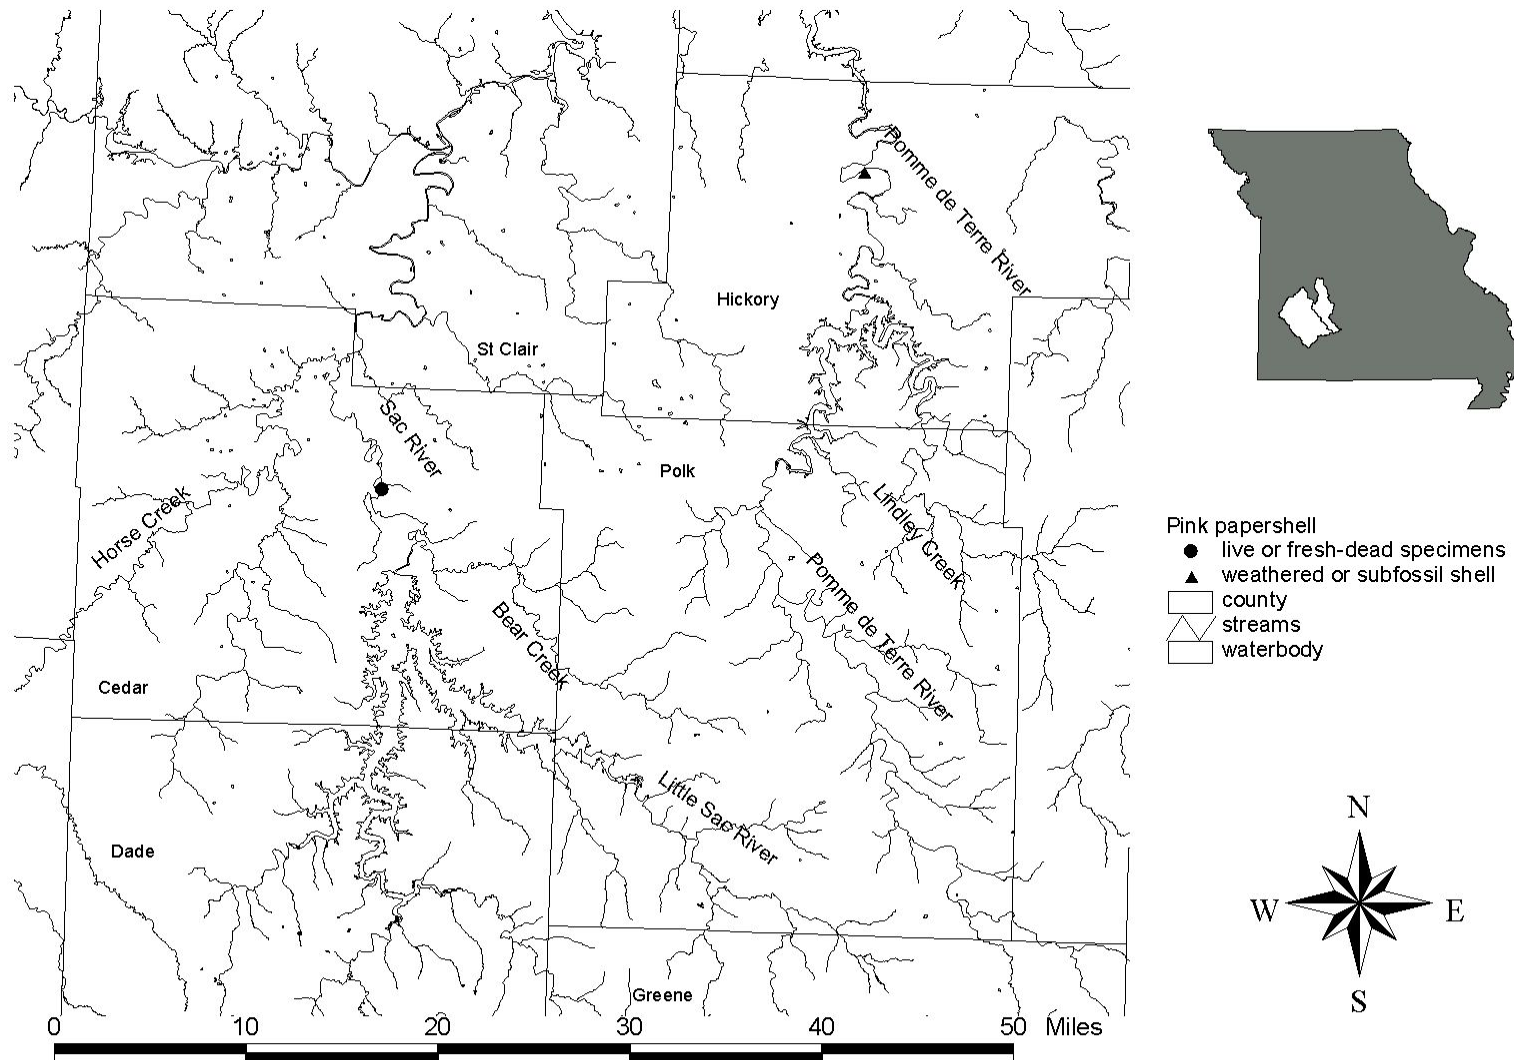 Pomme de Terre River
Hickory
St Clair
Sac River
Polk
Horse Creek
Lindley Creek
Pomme de Terre River
Bear Creek
Cedar
Little Sac River
Dade
Greene
0 10 20 30 40 50 Miles
Pink papershell
live or fresh-dead specimens
weathered or subfossil shell
county
streams
waterbody
N
W E
S